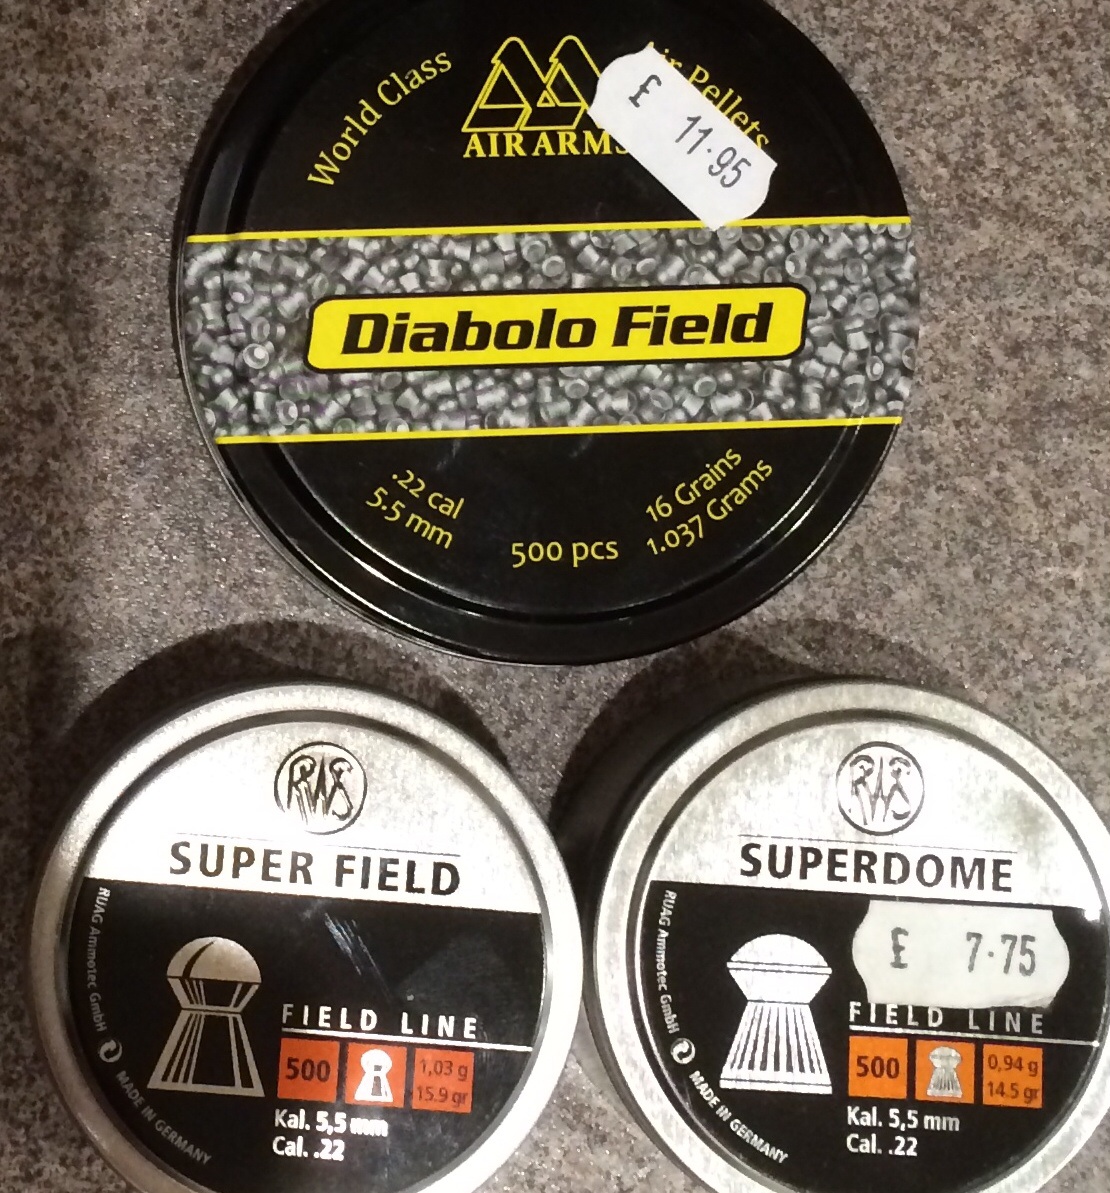 World Class
Air Pellets
AIR ARMS
£ 11.95
Diabolo Field
.22 cal
5.5 mm
500 pcs
16 Grains
1.037 Grams
RWS
SUPER FIELD
RUAG Ammotec GmbH MADE IN GERMANY
FIELD LINE
500
1,03 g
15.9 gr
Kal. 5,5 mm
Cal. .22
RWS
SUPERDOME
£ 7.75
RUAG Ammotec GmbH MADE IN GERMANY
FIELD LINE
500
0,94 g
14.5 gr
Kal. 5,5 mm
Cal. .22